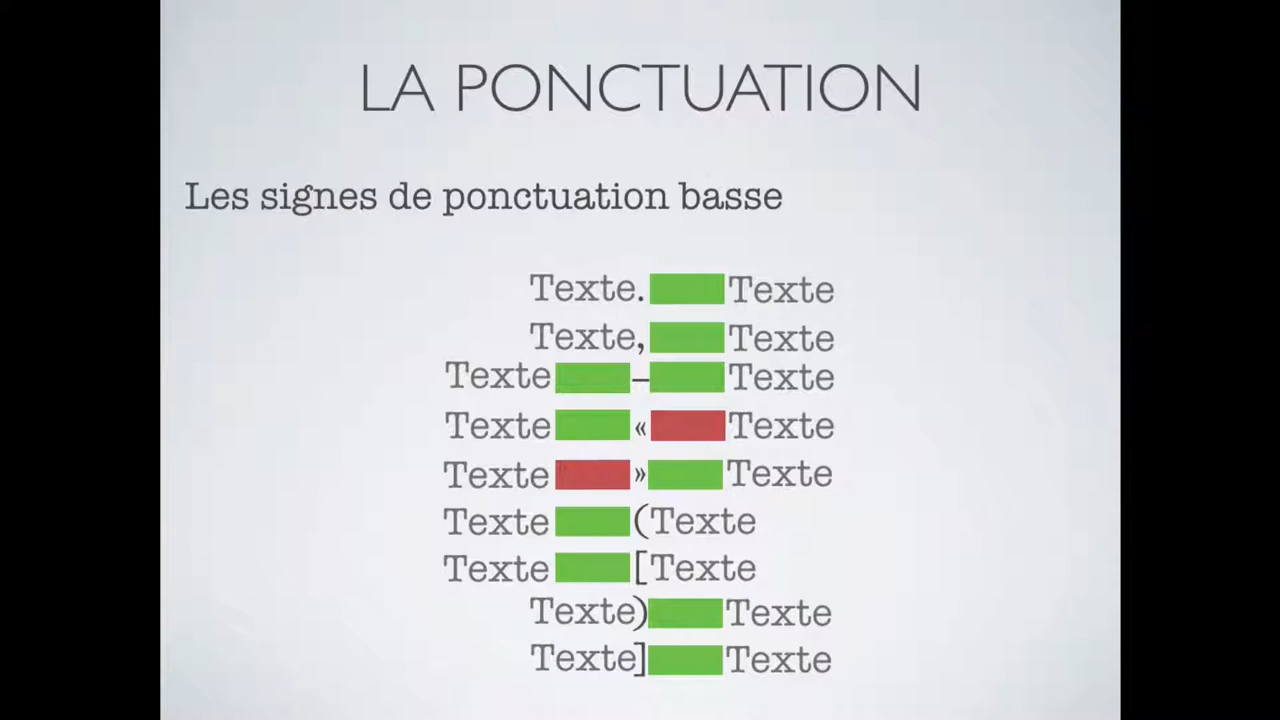 LA PONCTUATION
Les signes de ponctuation basse
Texte. Texte
Texte, Texte
Texte – Texte
Texte « Texte
Texte » Texte
Texte (Texte
Texte [Texte
Texte) Texte
Texte] Texte